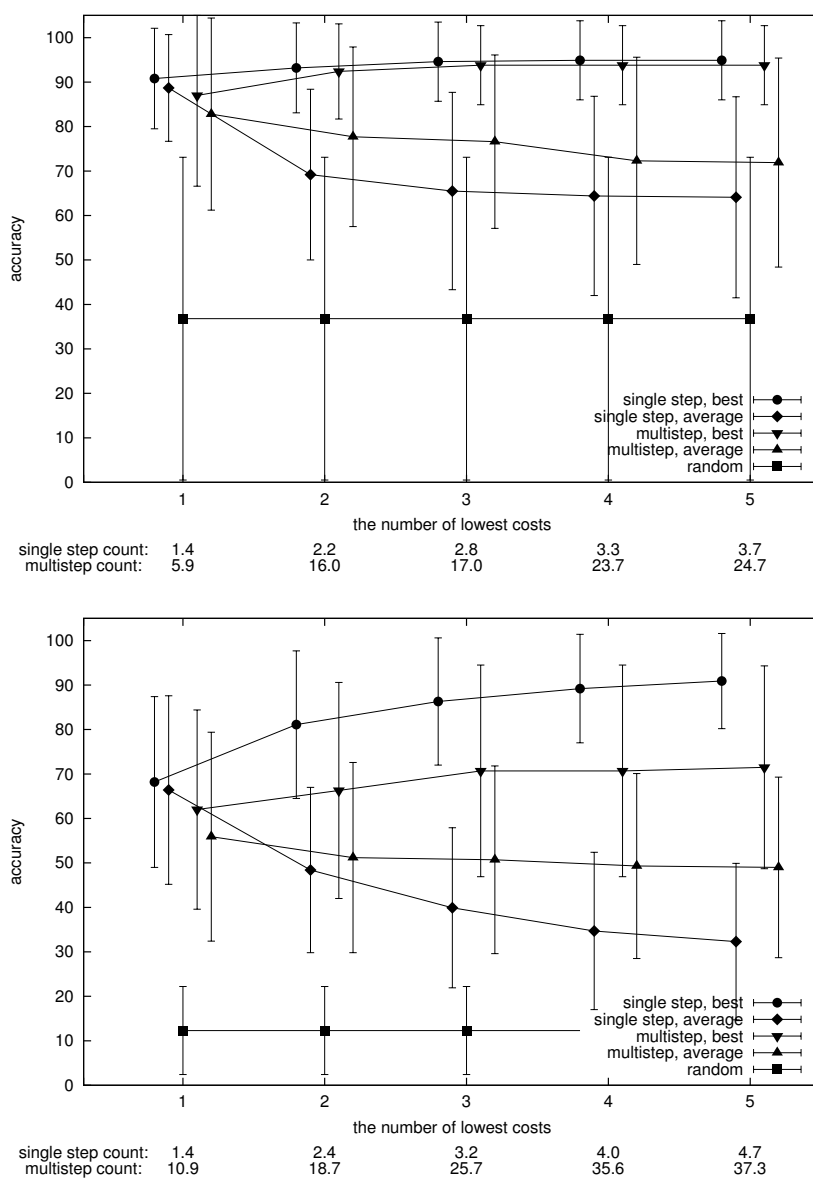 100
90
80
70
60
50
40
30
20
10
0
accuracy
single step, best
single step, average
multistep, best
multistep, average
random
1 2 3 4 5
the number of lowest costs
single step count: 1.4 2.2 2.8 3.3 3.7
multistep count: 5.9 16.0 17.0 23.7 24.7
100
90
80
70
60
50
40
30
20
10
0
accuracy
single step, best
single step, average
multistep, best
multistep, average
random
1 2 3 4 5
the number of lowest costs
single step count: 1.4 2.4 3.2 4.0 4.7
multistep count: 10.9 18.7 25.7 35.6 37.3